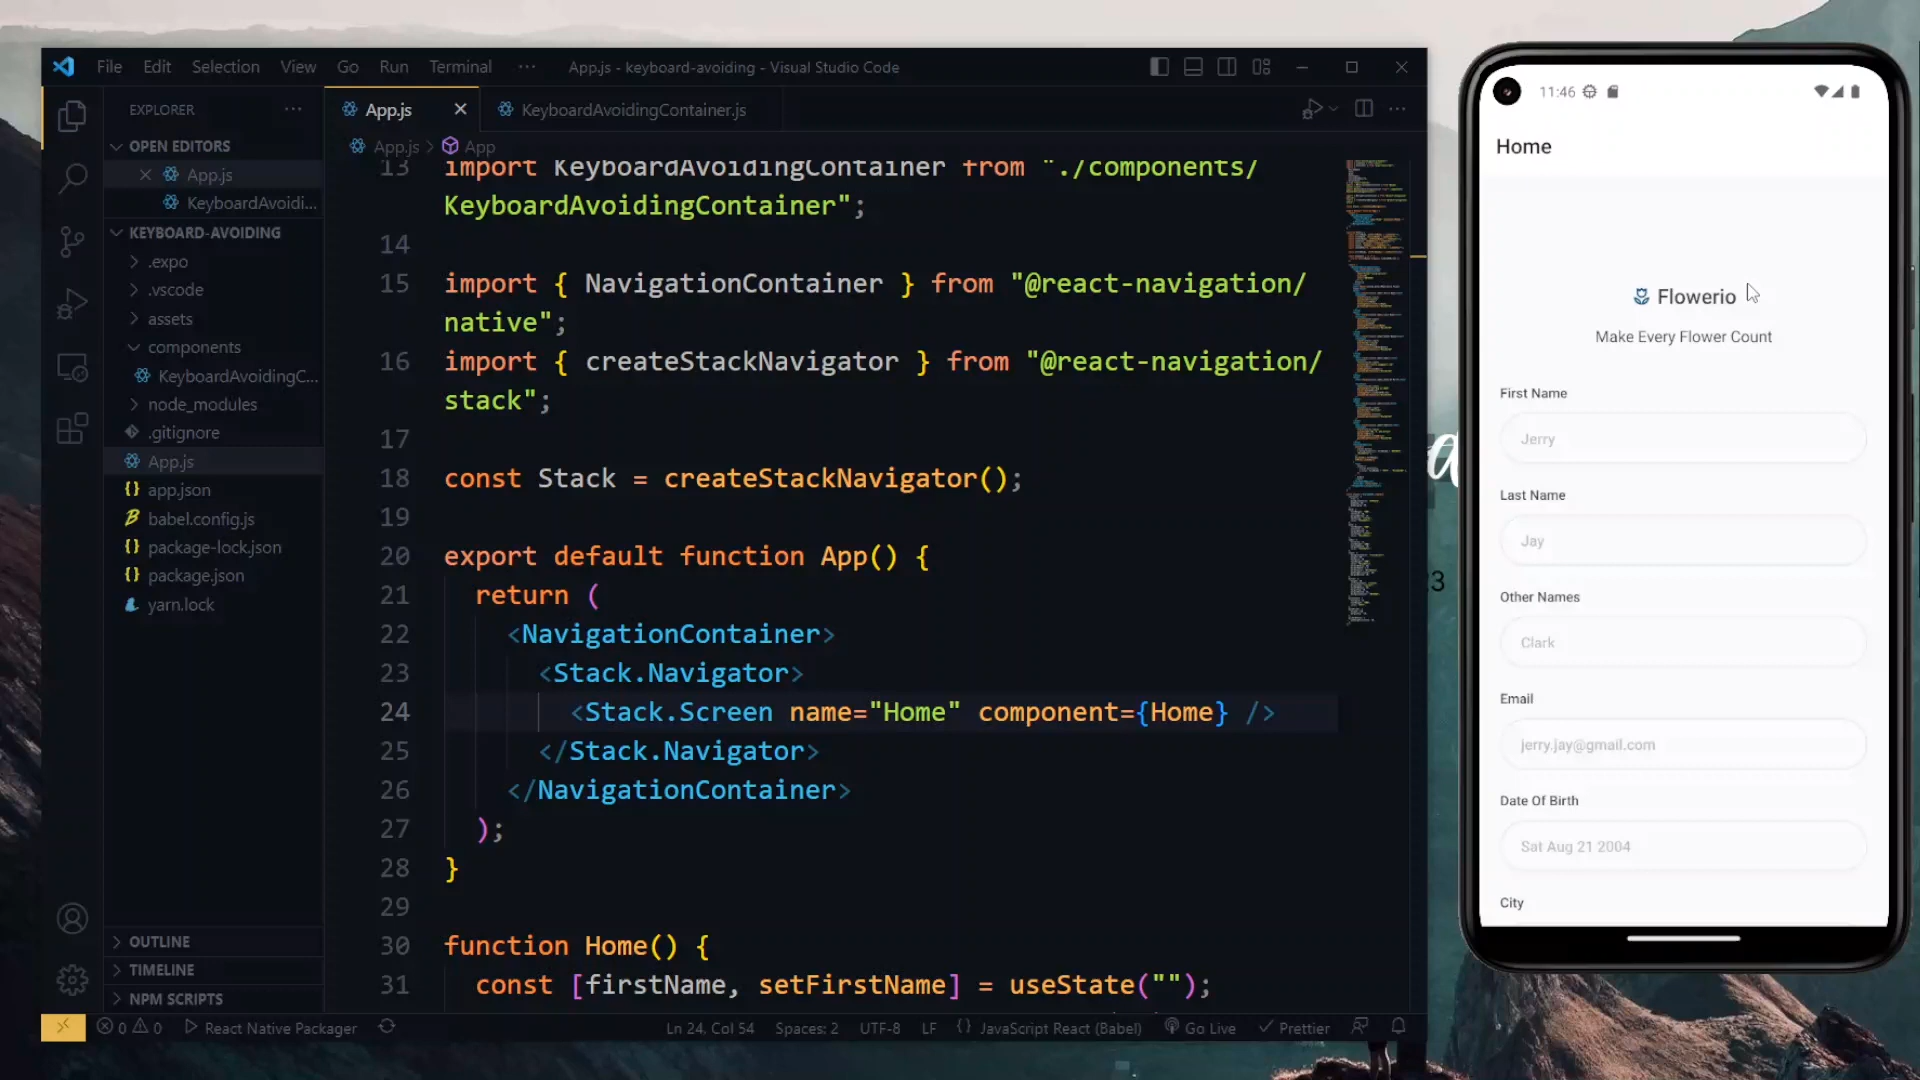 File Edit Selection View Go Run Terminal ··· App.js - keyboard-avoiding - Visual Studio Code
EXPLORER ···
OPEN EDITORS
App.js
KeyboardAvoidi...
KEYBOARD-AVOIDING
.expo
.vscode
assets
components
KeyboardAvoidingC...
node_modules
.gitignore
App.js
app.json
babel.config.js
package-lock.json
package.json
yarn.lock
OUTLINE
TIMELINE
NPM SCRIPTS
App.js KeyboardAvoidingContainer.js
App.js > App
13 import KeyboardAvoidingContainer from "./components/
KeyboardAvoidingContainer";
14
15 import { NavigationContainer } from "@react-navigation/
native";
16 import { createStackNavigator } from "@react-navigation/
stack";
17
18 const Stack = createStackNavigator();
19
20 export default function App() {
21 return (
22 <NavigationContainer>
23 <Stack.Navigator>
24 <Stack.Screen name="Home" component={Home} />
25 </Stack.Navigator>
26 </NavigationContainer>
27 );
28 }
29
30 function Home() {
31 const [firstName, setFirstName] = useState("");
0 0 React Native Packager Ln 24, Col 54 Spaces: 2 UTF-8 LF {} JavaScript React (Babel) Go Live Prettier
11:46
Home
Flowerio
Make Every Flower Count
First Name
Jerry
Last Name
Jay
Other Names
Clark
Email
jerry.jay@gmail.com
Date Of Birth
Sat Aug 21 2004
City